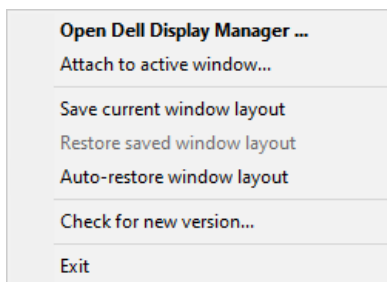 Open Dell Display Manager ...
Attach to active window...
Save current window layout
Restore saved window layout
Auto-restore window layout
Check for new version...
Exit